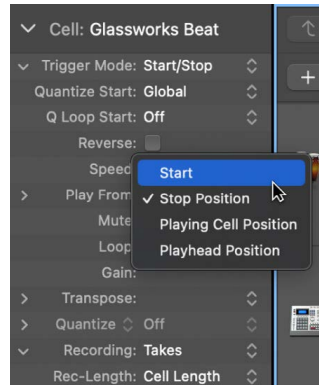 Cell: Glassworks Beat
Trigger Mode: Start/Stop
Quantize Start: Global
Q Loop Start: Off
Reverse:
Speed
Start
Play From
✓ Stop Position
Mute
Playing Cell Position
Loop
Playhead Position
Gain:
Transpose:
Quantize Off
Recording: Takes
Rec-Length: Cell Length